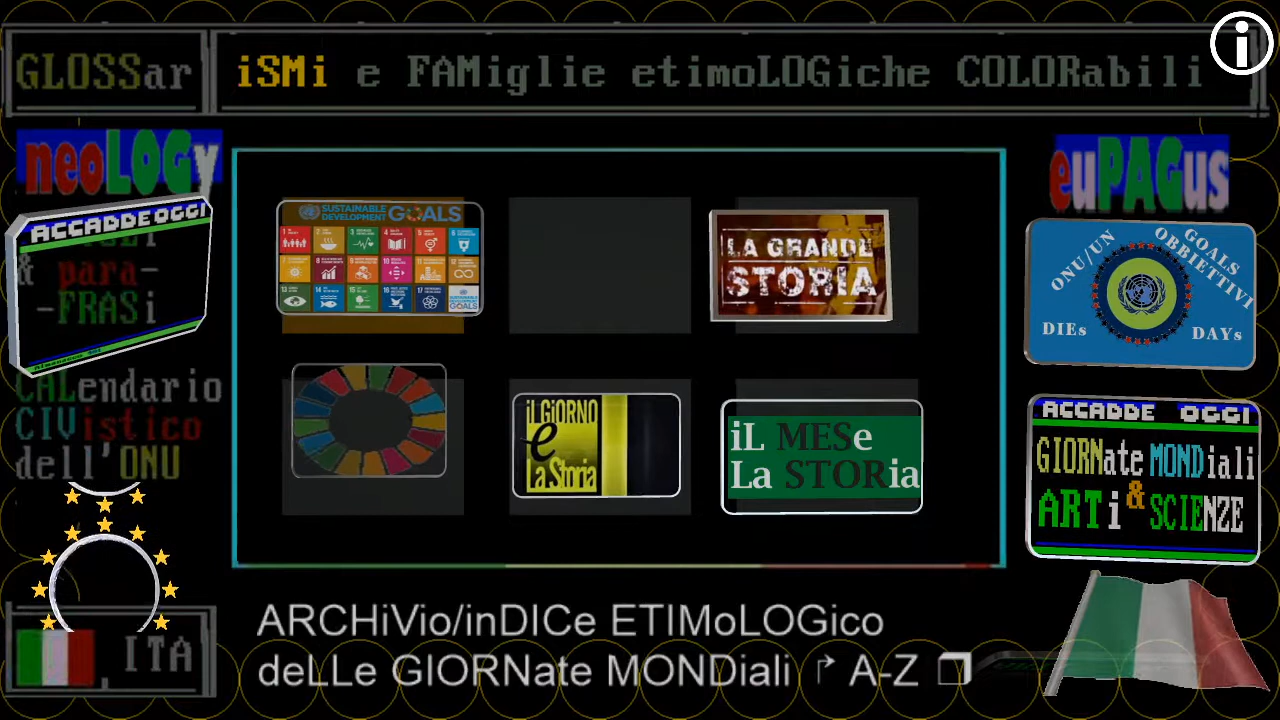 GLOSSar
iSMi e FAMiglie etimoLOGiche COLORabili
i
neoLOGy
euPAGus
ACCADDE OGGI
& para-
-FRASi
SUSTAINABLE DEVELOPMENT GOALS
LA GRANDE
STORIA
ONU/UN
GOALS
OBBIETTIVI
DIEs
DAYs
CALendario
CIVistico
dell'ONU
iL GiORNO
e
La Storia
iL MESe
La STORia
ACCADDE OGGI
GIORNate MONDiali
ARTi & SCIENZE
ITA
ARCHiVio/inDICe ETIMoLOGico
deLLe GIORNate MONDiali A-Z